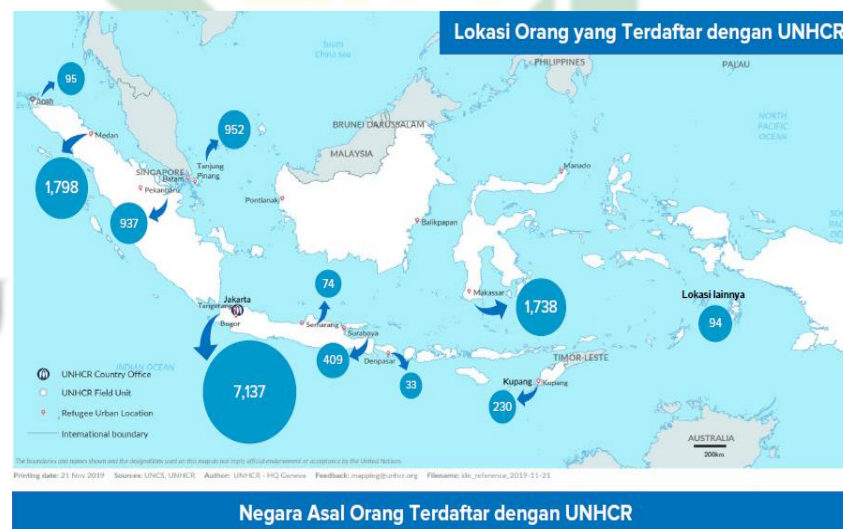 Lokasi Orang yang Terdaftar dengan UNHCR
South
China Sea
PHILIPPINES
PALAU
95
Aceh
NORTH
PACIFIC
OCEAN
952
BRUNEI DARUSSALAM
Medan
MALAYSIA
SINGAPORE
Tanjung
Pinang
Batam
Manado
1,798
Pekanbaru
Pontianak
937
Balikpapan
74
Makassar
1,738
Lokasi lainnya
94
Jakarta
Tangerang
Bogor
Semarang
Surabaya
409
Denpasar
33
TIMOR-LESTE
INDIAN OCEAN
7,137
Kupang
Kupang
230
UNHCR Country Office
UNHCR Field Unit
Refugee Urban Location
International boundary
AUSTRALIA
200km
The boundaries and names shown and the designations used on this map do not imply official endorsement or acceptance by the United Nations.
Printing date: 21 Nov 2019 Sources: UNCS, UNHCR Author: UNHCR - HQ Geneva Feedback: mapping@unhcr.org Filename: idn_reference_2019-11-21
Negara Asal Orang Terdaftar dengan UNHCR